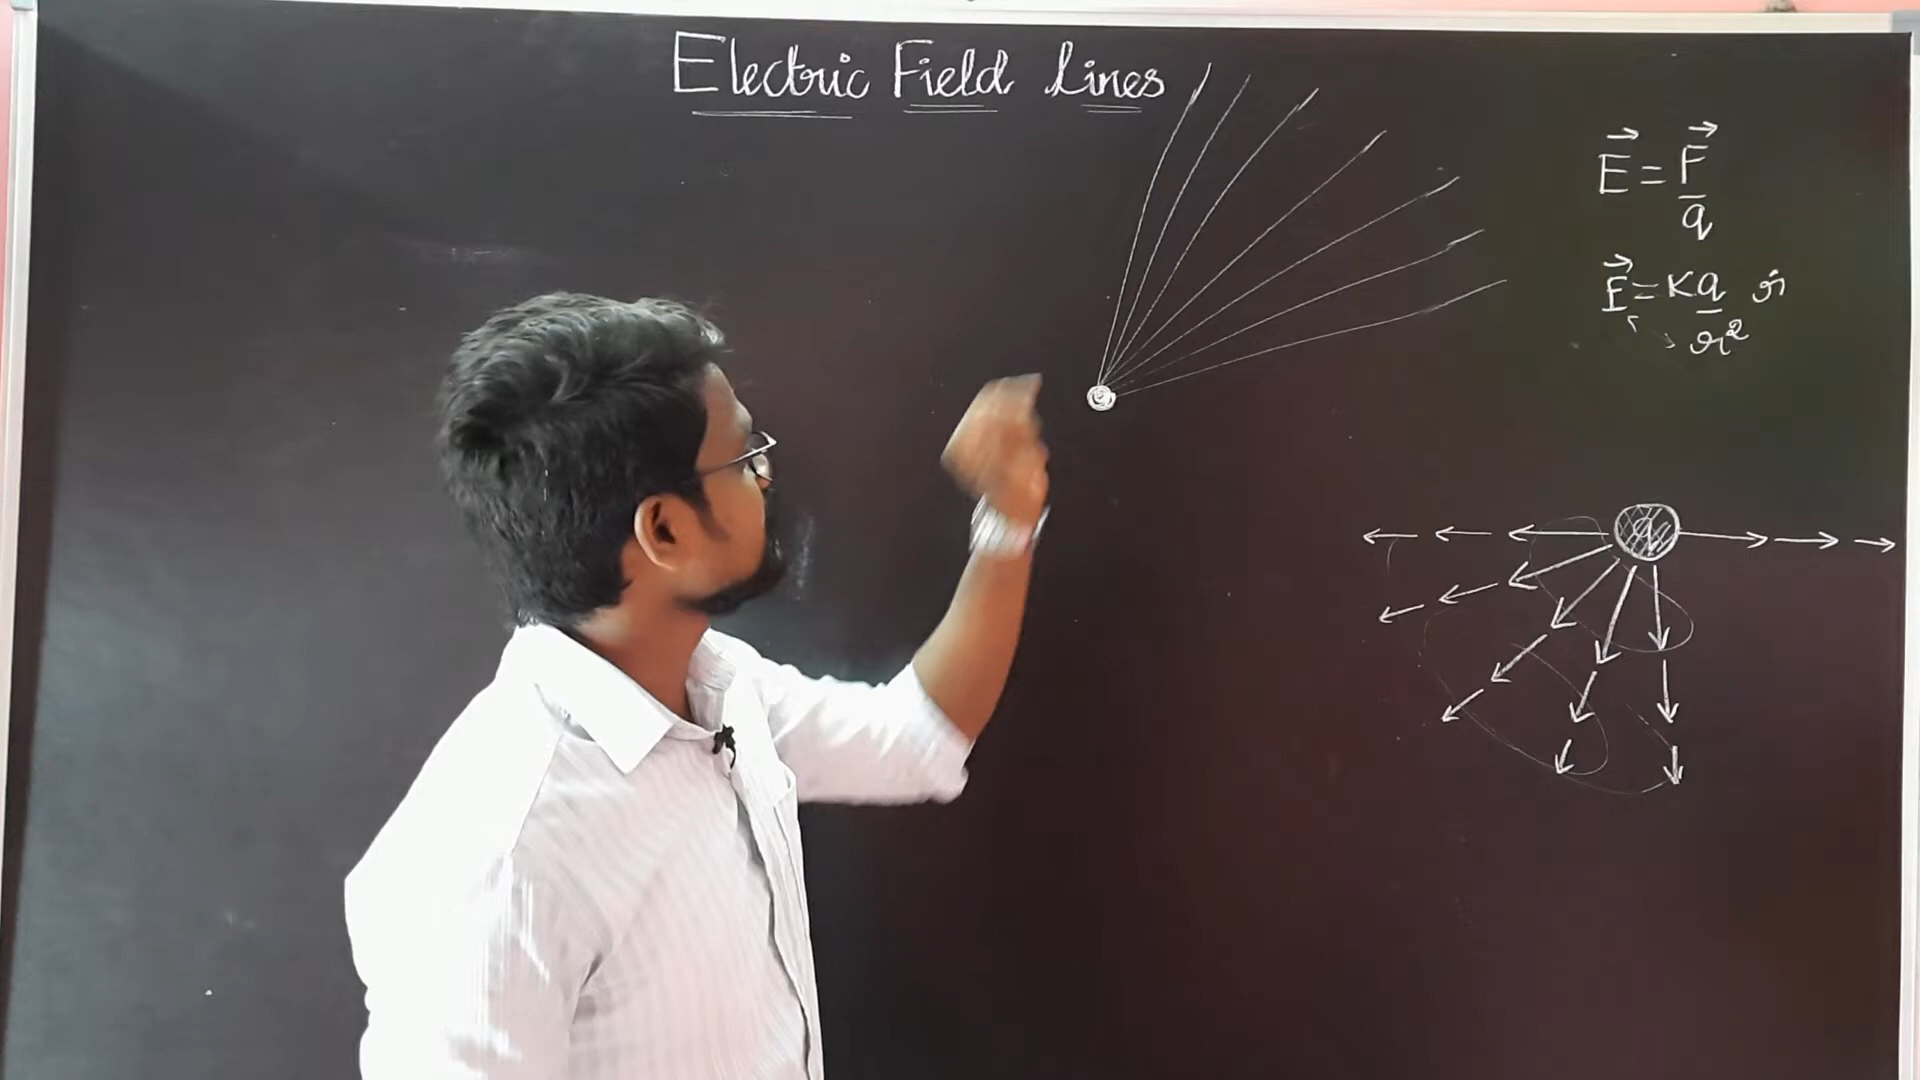 Electric Field Lines
E⃗ = F⃗/q
E⃗ = Kq/r² r̂
q